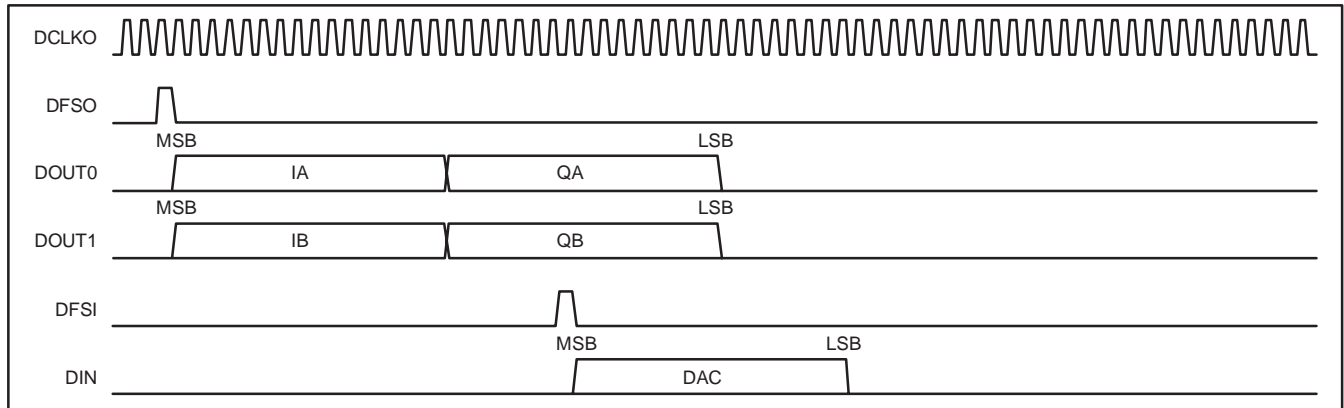 DCLKO
DFSO
MSB LSB
DOUT0 IA QA
MSB LSB
DOUT1 IB QB
DFSI
MSB LSB
DIN DAC